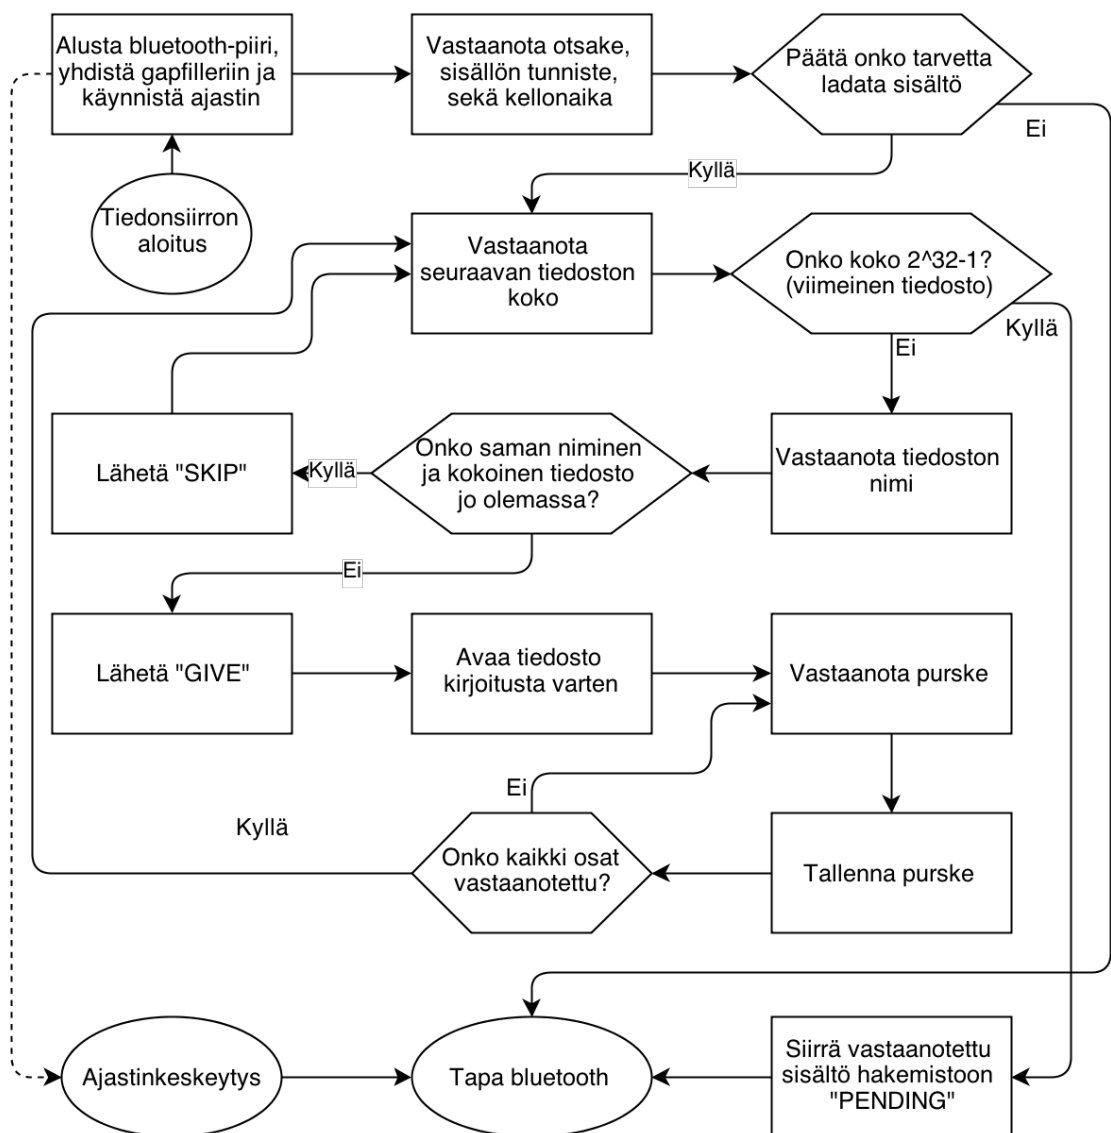 Alusta bluetooth-piiri,
yhdistä gapfilleriin ja
käynnistä ajastin
Vastaanota otsake,
sisällön tunniste,
sekä kellonaika
Päätä onko tarvetta
ladata sisältö
Ei
Kyllä
Tiedonsiirron
aloitus
Vastaanota
seuraavan tiedoston
koko
Onko koko 2^32-1?
(viimeinen tiedosto)
Kyllä
Ei
Lähetä "SKIP"
Kyllä
Onko saman niminen
ja kokoinen tiedosto
jo olemassa?
Vastaanota tiedoston
nimi
Ei
Lähetä "GIVE"
Avaa tiedosto
kirjoitusta varten
Vastaanota purske
Ei
Kyllä
Onko kaikki osat
vastaanotettu?
Tallenna purske
Ajastinkeskeytys
Tapa bluetooth
Siirrä vastaanotettu
sisältö hakemistoon
"PENDING"